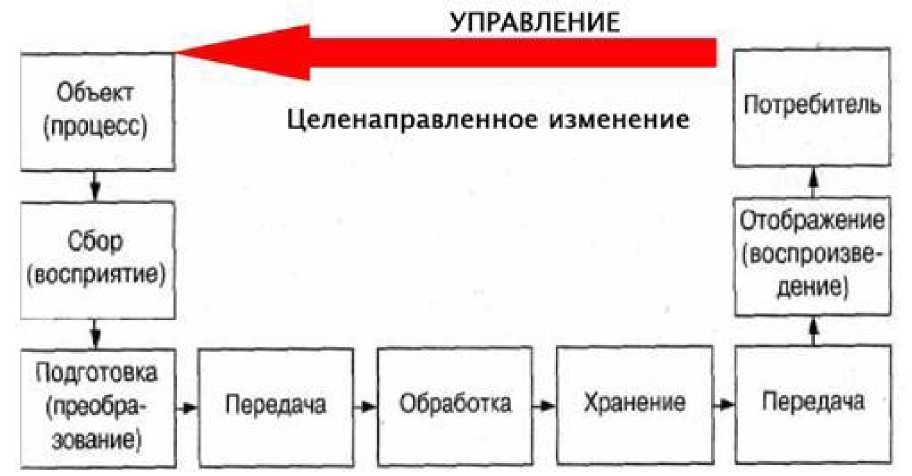 УПРАВЛЕНИЕ
Целенаправленное изменение
Объект
(процесс)
Сбор
(восприятие)
Подготовка
(преобра-
зование)
Передача
Обработка
Хранение
Передача
Отображение
(воспроизве-
дение)
Потребитель